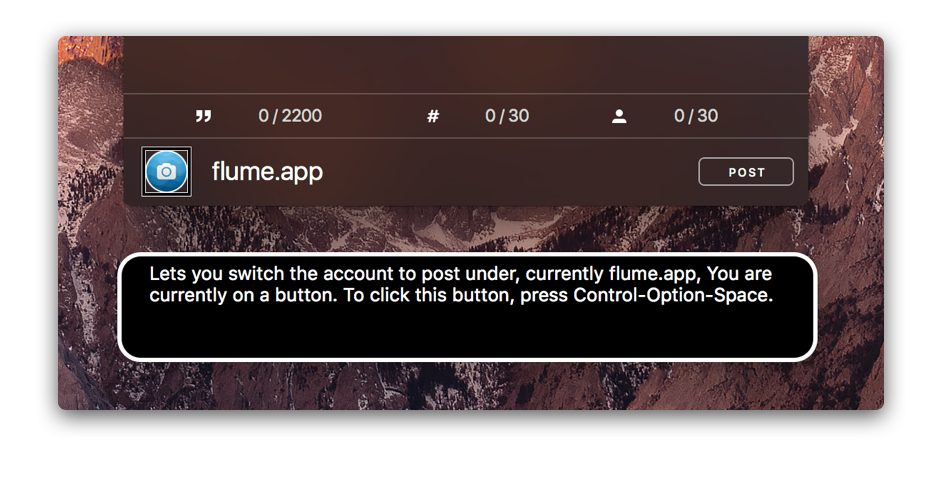 0 / 2200 # 0 / 30 0 / 30
flume.app POST
Lets you switch the account to post under, currently flume.app, You are
currently on a button. To click this button, press Control-Option-Space.